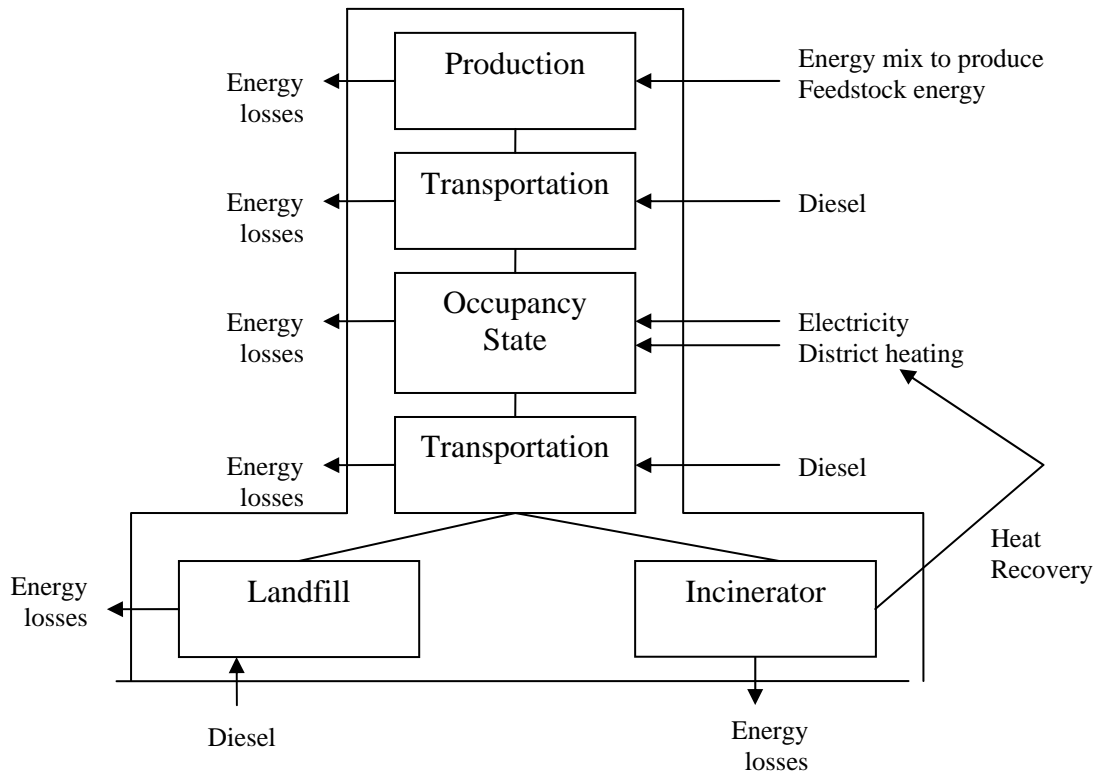 Production
Energy
losses
Energy mix to produce
Feedstock energy
Transportation
Energy
losses
Diesel
Occupancy
State
Energy
losses
Electricity
District heating
Transportation
Energy
losses
Diesel
Heat
Recovery
Energy
losses
Landfill
Incinerator
Diesel
Energy
losses